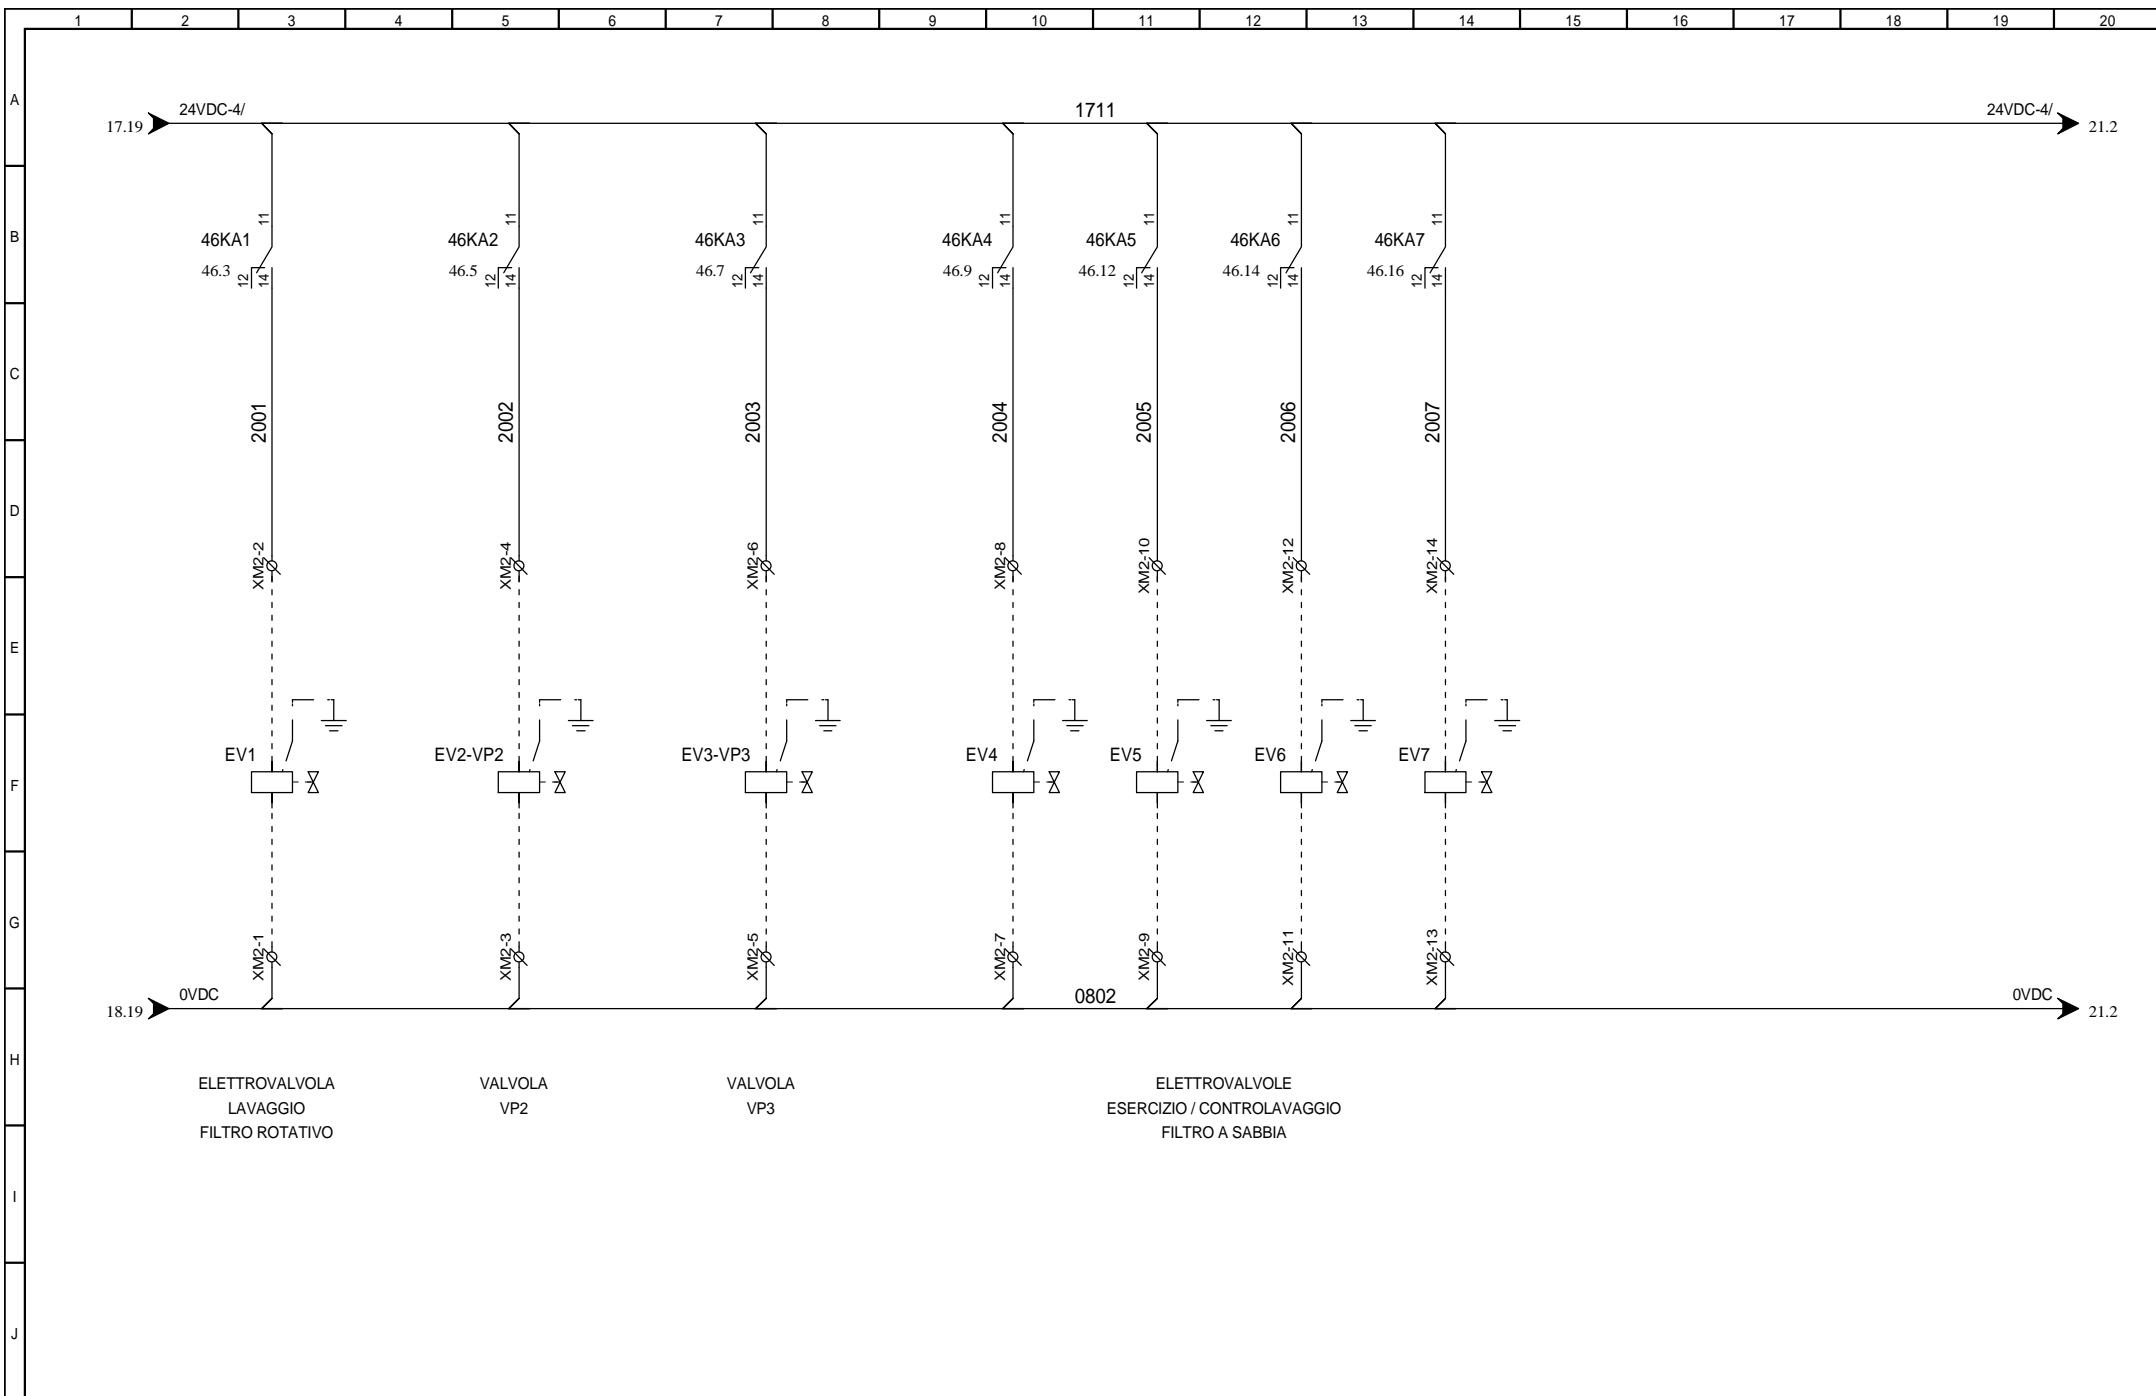 1 2 3 4 5 6 7 8 9 10 11 12 13 14 15 16 17 18 19 20
A
24VDC-4/ 1711 24VDC-4/
17.19 21.2
11 11 11 11 11 11 11
B
46KA1 46KA2 46KA3 46KA4 46KA5 46KA6 46KA7
46.3 46.5 46.7 46.9 46.12 46.14 46.16
12 14 12 14 12 14 12 14 12 14 12 14 12 14
C
2001 2002 2003 2004 2005 2006 2007
D
XM2-2 XM2-4 XM2-6 XM2-8 XM2-10 XM2-12 XM2-14
E
EV1 EV2-VP2 EV3-VP3 EV4 EV5 EV6 EV7
F
G
XM2-1 XM2-3 XM2-5 XM2-7 XM2-9 XM2-11 XM2-13
0VDC 0802 0VDC
18.19 21.2
H
ELETTROVALVOLA VALVOLA VALVOLA ELETTROVALVOLE
LAVAGGIO VP2 VP3 ESERCIZIO / CONTROLAVAGGIO
FILTRO ROTATIVO FILTRO A SABBIA
I
J